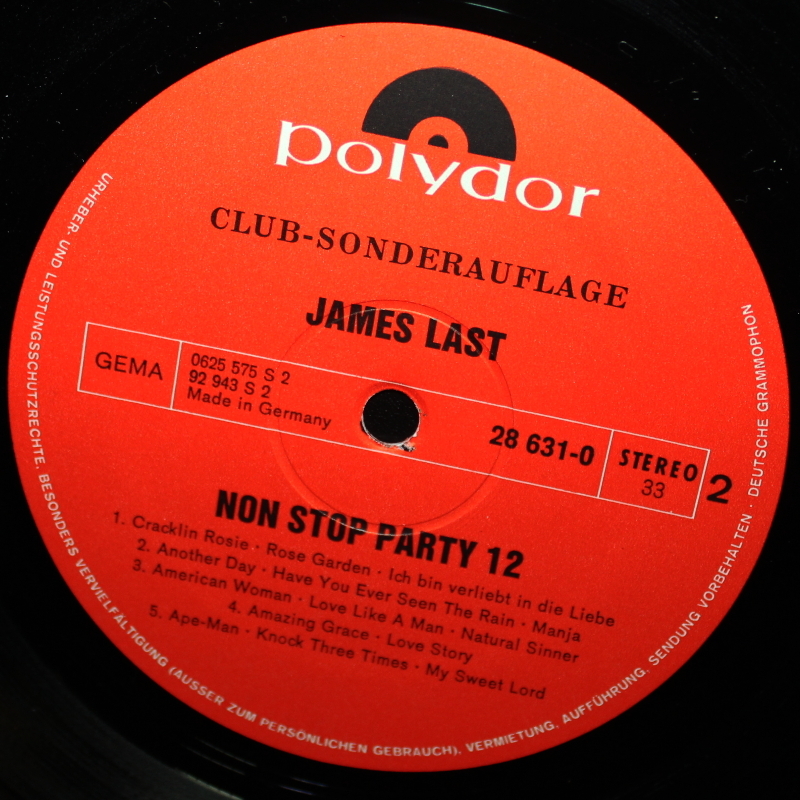 polydor
CLUB-SONDERAUFLAGE
JAMES LAST
GEMA
0625 575 S 2
92 943 S 2
Made in Germany
28 631-0
STEREO
33
2
NON STOP PARTY 12
1. Cracklin Rosie · Rose Garden · Ich bin verliebt in die Liebe
2. Another Day · Have You Ever Seen The Rain · Manja
3. American Woman · Love Like A Man · Natural Sinner
4. Amazing Grace · Love Story
5. Ape-Man · Knock Three Times · My Sweet Lord
URHEBER- UND LEISTUNGSSCHUTZRECHTE, BESONDERS VERVIELFÄLTIGUNG (AUSSER ZUM PERSÖNLICHEN GEBRAUCH), VERMIETUNG, AUFFÜHRUNG, SENDUNG VORBEHALTEN · DEUTSCHE GRAMMOPHON